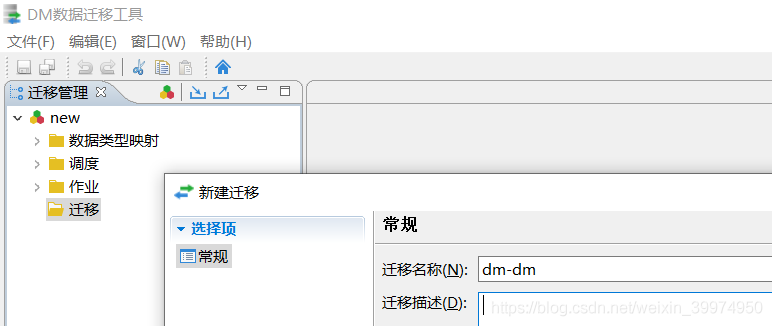 DM数据迁移工具
文件(F) 编辑(E) 窗口(W) 帮助(H)
迁移管理
new
数据类型映射
调度
作业
迁移
新建迁移
选择项
常规
常规
迁移名称(N): dm-dm
迁移描述(D):
https://blog.csdn.net/weixin_39974950